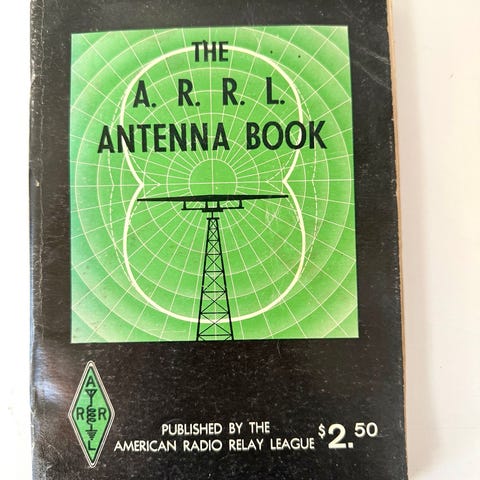 THE
A. R. R. L.
ANTENNA BOOK
A
R R
L
PUBLISHED BY THE
AMERICAN RADIO RELAY LEAGUE $2.50